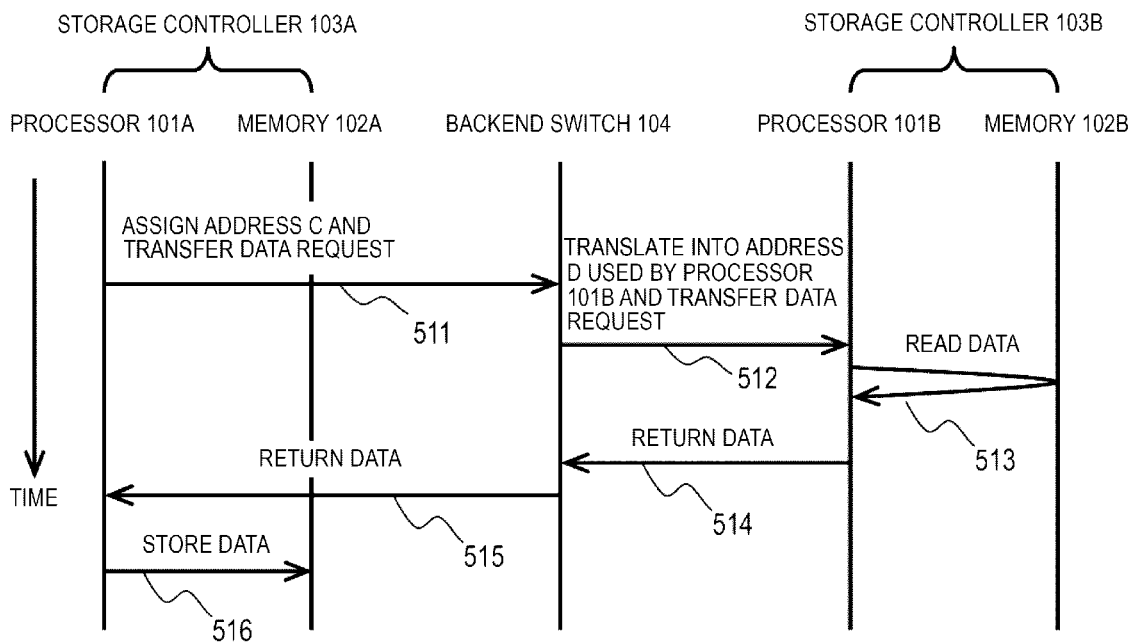 STORAGE CONTROLLER 103A
STORAGE CONTROLLER 103B
PROCESSOR 101A
MEMORY 102A
BACKEND SWITCH 104
PROCESSOR 101B
MEMORY 102B
ASSIGN ADDRESS C AND
TRANSFER DATA REQUEST
511
TRANSLATE INTO ADDRESS
D USED BY PROCESSOR
101B AND TRANSFER DATA
REQUEST
512
READ DATA
513
RETURN DATA
514
RETURN DATA
515
TIME
STORE DATA
516